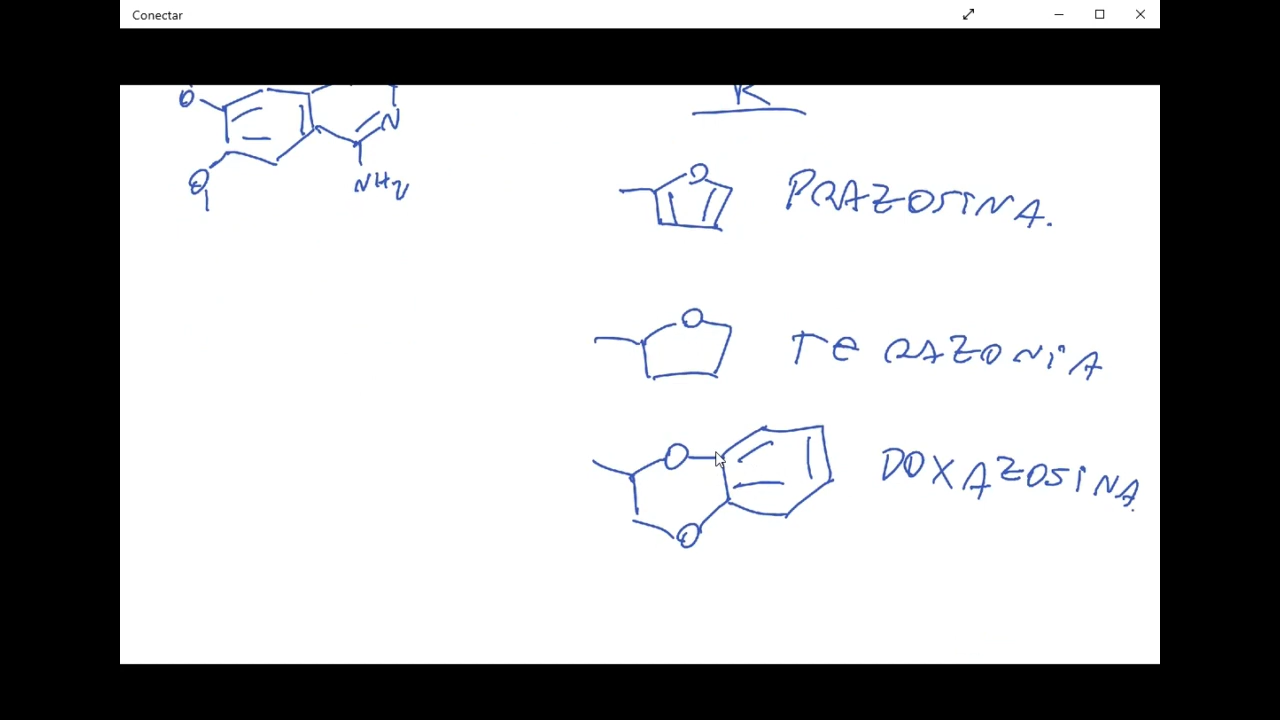 Conectar
R
O
N
O
NH2
O
PRAZOSINA.
O
TERAZONIA
O
DOXAZOSINA.
O